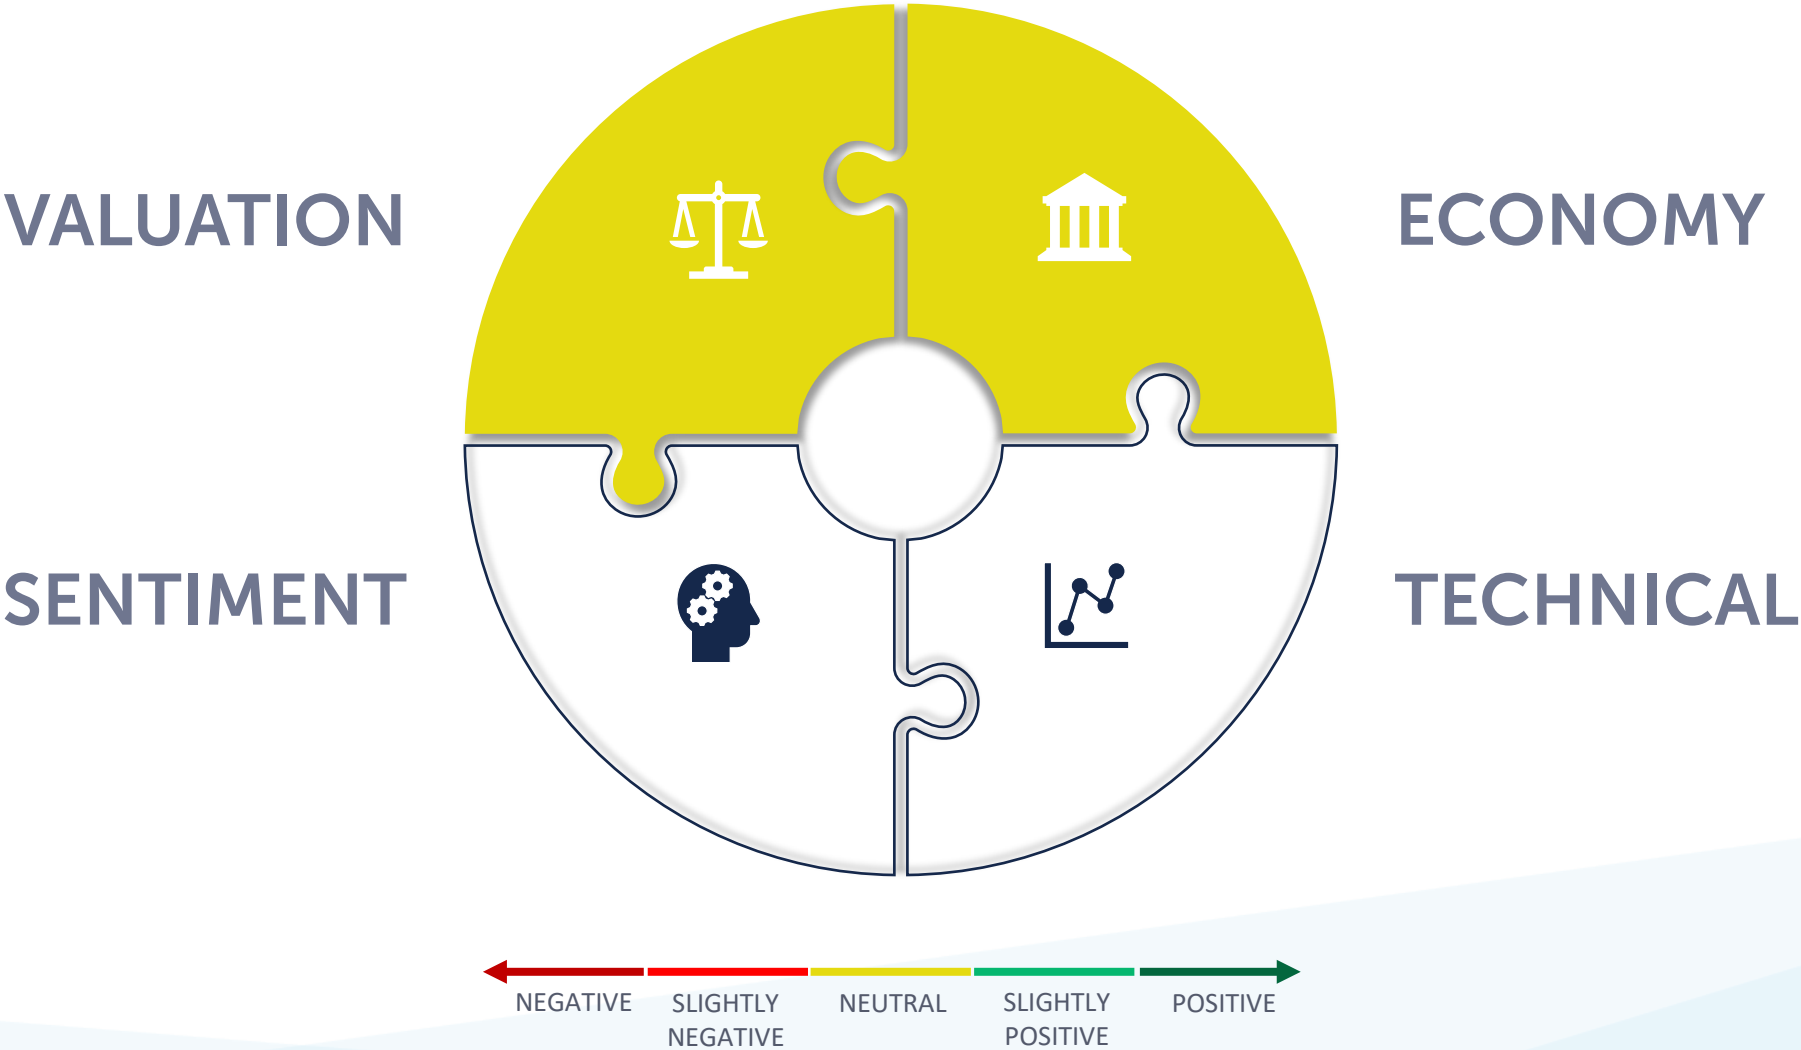 VALUATION
ECONOMY
SENTIMENT
TECHNICAL
NEGATIVE
SLIGHTLY
NEGATIVE
NEUTRAL
SLIGHTLY
POSITIVE
POSITIVE